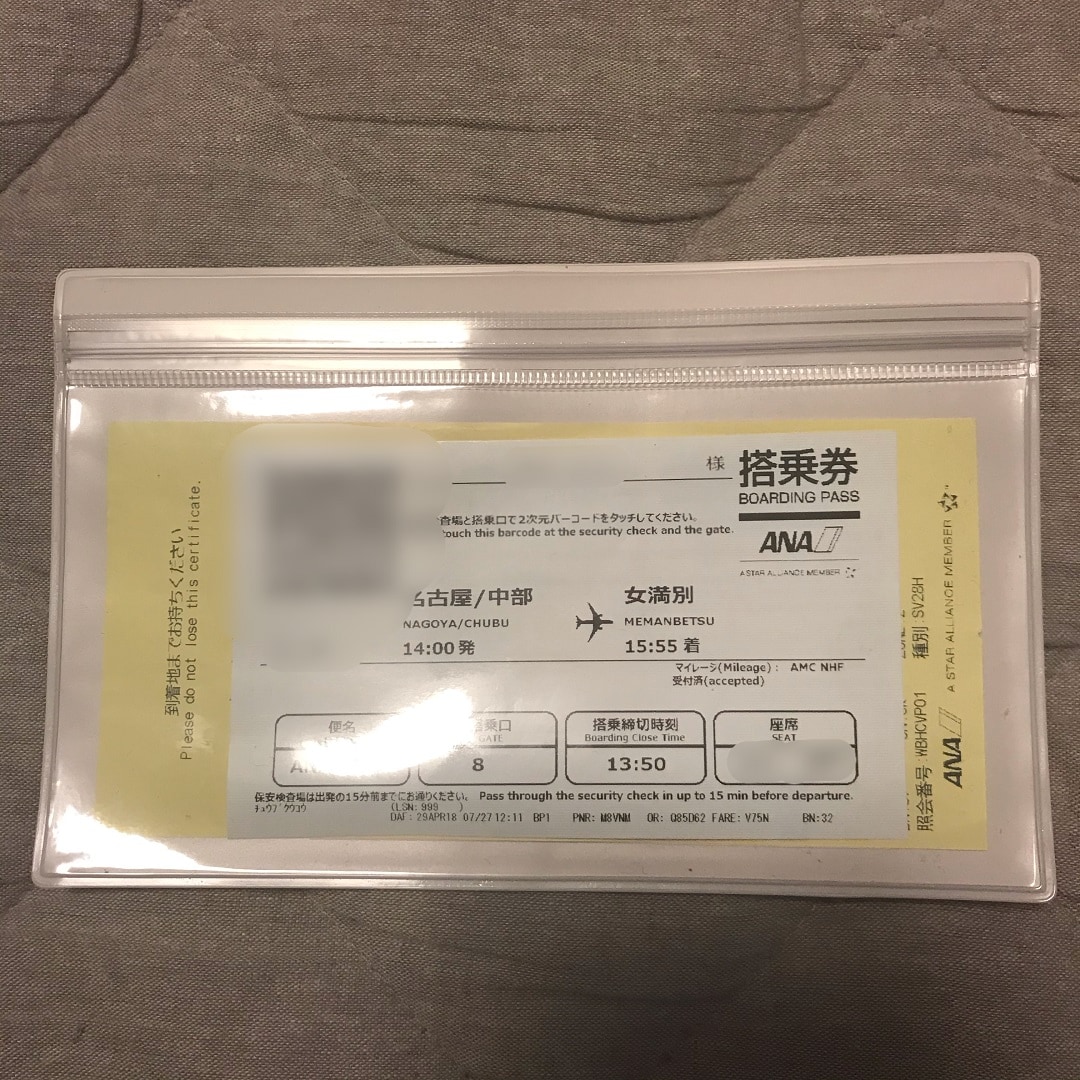 様
搭乗券
BOARDING PASS
査場と搭乗口で2次元バーコードをタッチしてください。
touch this barcode at the security check and the gate.
ANA
A STAR ALLIANCE MEMBER
名古屋/中部
女満別
NAGOYA/CHUBU
MEMANBETSU
14:00 発
15:55 着
マイレージ(Mileage): AMC NHF
受付済(accepted)
便名
搭乗口
GATE
8
搭乗締切時刻
Boarding Close Time
13:50
座席
SEAT
保安検査場は出発の15分前までにお通りください。 Pass through the security check in up to 15 min before departure.
チュウブクウコウ
(LSN:999 )
DAF:29APR18 07/27 12:11 BP1 PNR: M8VNM OR: Q85D62 FARE: V75N BN:32
到着地までお持ちください
Please do not lose this certificate.
照会番号:WBHCVP01
種別:SV28H
ANA
A STAR ALLIANCE MEMBER